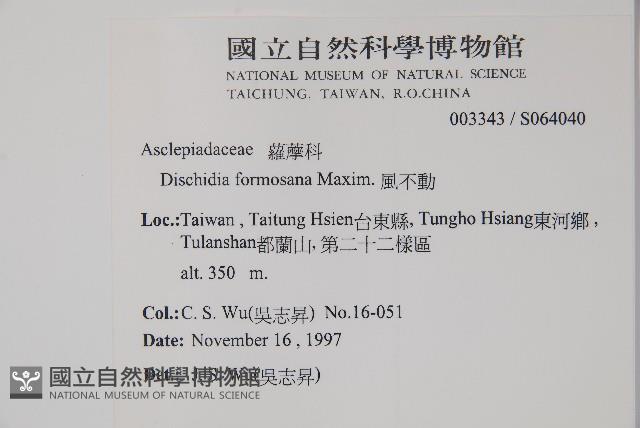 國立自然科學博物館
NATIONAL MUSEUM OF NATURAL SCIENCE
TAICHUNG, TAIWAN, R.O.CHINA
003343 / S064040
Asclepiadaceae 蘿藦科
Dischidia formosana Maxim. 風不動
Loc.:Taiwan , Taitung Hsien台東縣, Tungho Hsiang東河鄉 ,
Tulanshan都蘭山, 第二十二樣區
alt. 350 m.
Col.:C. S. Wu(吳志昇) No.16-051
Date: November 16 , 1997
(吳志昇)
國立自然科學博物館
NATIONAL MUSEUM OF NATURAL SCIENCE